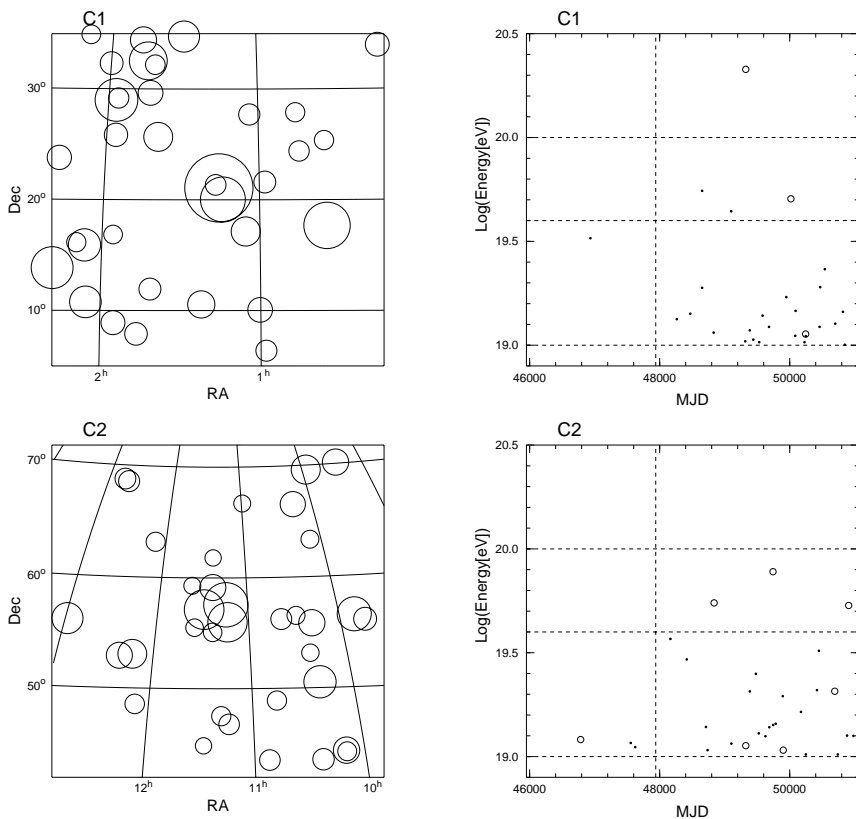 C1
30°
20°
10°
Dec
2h
1h
RA
C1
20.5
20.0
19.5
19.0
Log(Energy[eV])
46000
48000
50000
MJD
C2
70°
60°
50°
Dec
12h
11h
10h
RA
C2
20.5
20.0
19.5
19.0
Log(Energy[eV])
46000
48000
50000
MJD